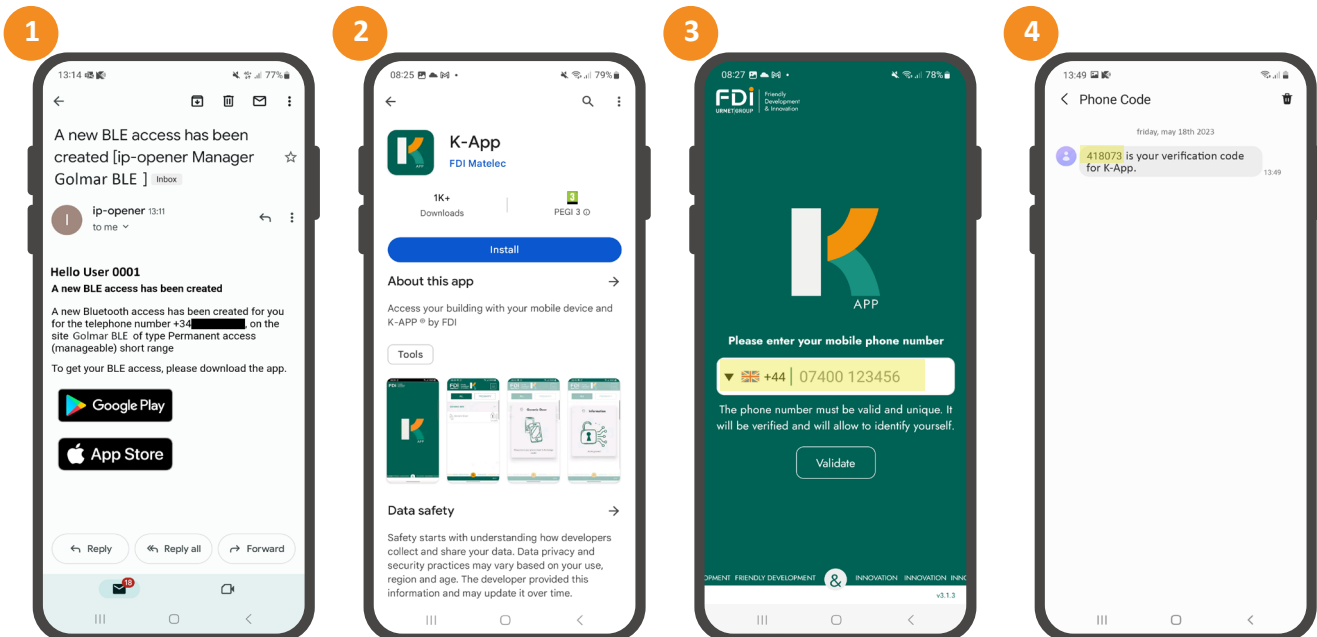 1
13:14
77%
A new BLE access has been
created [ip-opener Manager
Golmar BLE ] Inbox
I
ip-opener 13:11
to me
Hello User 0001
A new BLE access has been created
A new Bluetooth access has been created for you
for the telephone number +34 , on the
site Golmar BLE of type Permanent access
(manageable) short range
To get your BLE access, please download the app.
Google Play
App Store
Reply
Reply all
Forward
18
2
08:25
79%
K-App
FDI Matelec
1K+
Downloads
3
PEGI 3
Install
About this app
Access your building with your mobile device and
K-APP ® by FDI
Tools
Data safety
Safety starts with understanding how developers
collect and share your data. Data privacy and
security practices may vary based on your use,
region and age. The developer provided this
information and may update it over time.
3
08:27
78%
FDI
URMET|GROUP
Friendly
Development
& Innovation
K
APP
Please enter your mobile phone number
+44 07400 123456
The phone number must be valid and unique. It
will be verified and will allow to identify yourself.
Validate
OPMENT FRIENDLY DEVELOPMENT & INNOVATION INNOVATION INNO
v3.1.3
4
13:49
Phone Code
friday, may 18th 2023
418073 is your verification code
for K-App.
13:49